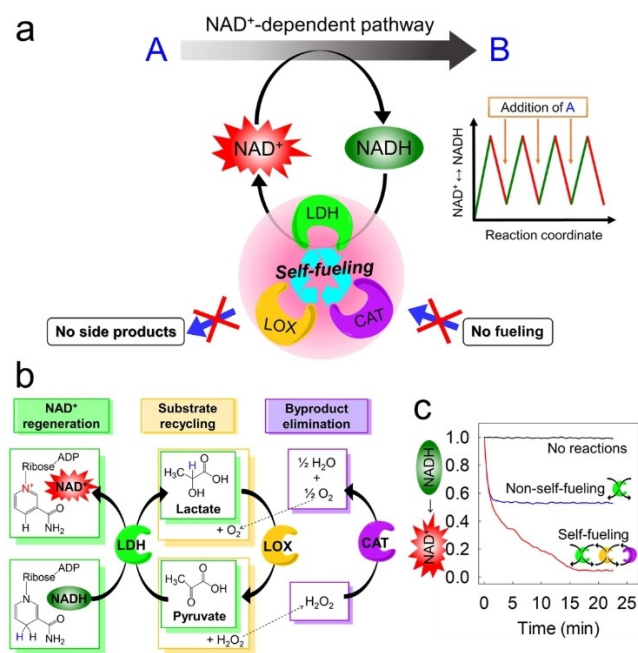 a
NAD⁺-dependent pathway
A
B
NAD⁺
NADH
Addition of A
NAD⁺ ↔ NADH
Reaction coordinate
LDH
Self-fueling
LOX
CAT
No side products
No fueling
b
NAD⁺
regeneration
Substrate
recycling
Byproduct
elimination
Ribose
ADP
N⁺
NAD⁺
H
O
NH₂
LDH
Ribose
ADP
N
NADH
H H
O
NH₂
H
H₃C
O
OH
OH
Lactate
+ O₂
LOX
H₃C
O
OH
O
Pyruvate
+ H₂O₂
½ H₂O
+
½ O₂
CAT
H₂O₂
c
NADH
NAD⁺
1.0
0.8
0.6
0.4
0.2
0.0
No reactions
Non-self-fueling
Self-fueling
0 5 10 15 20 25
Time (min)